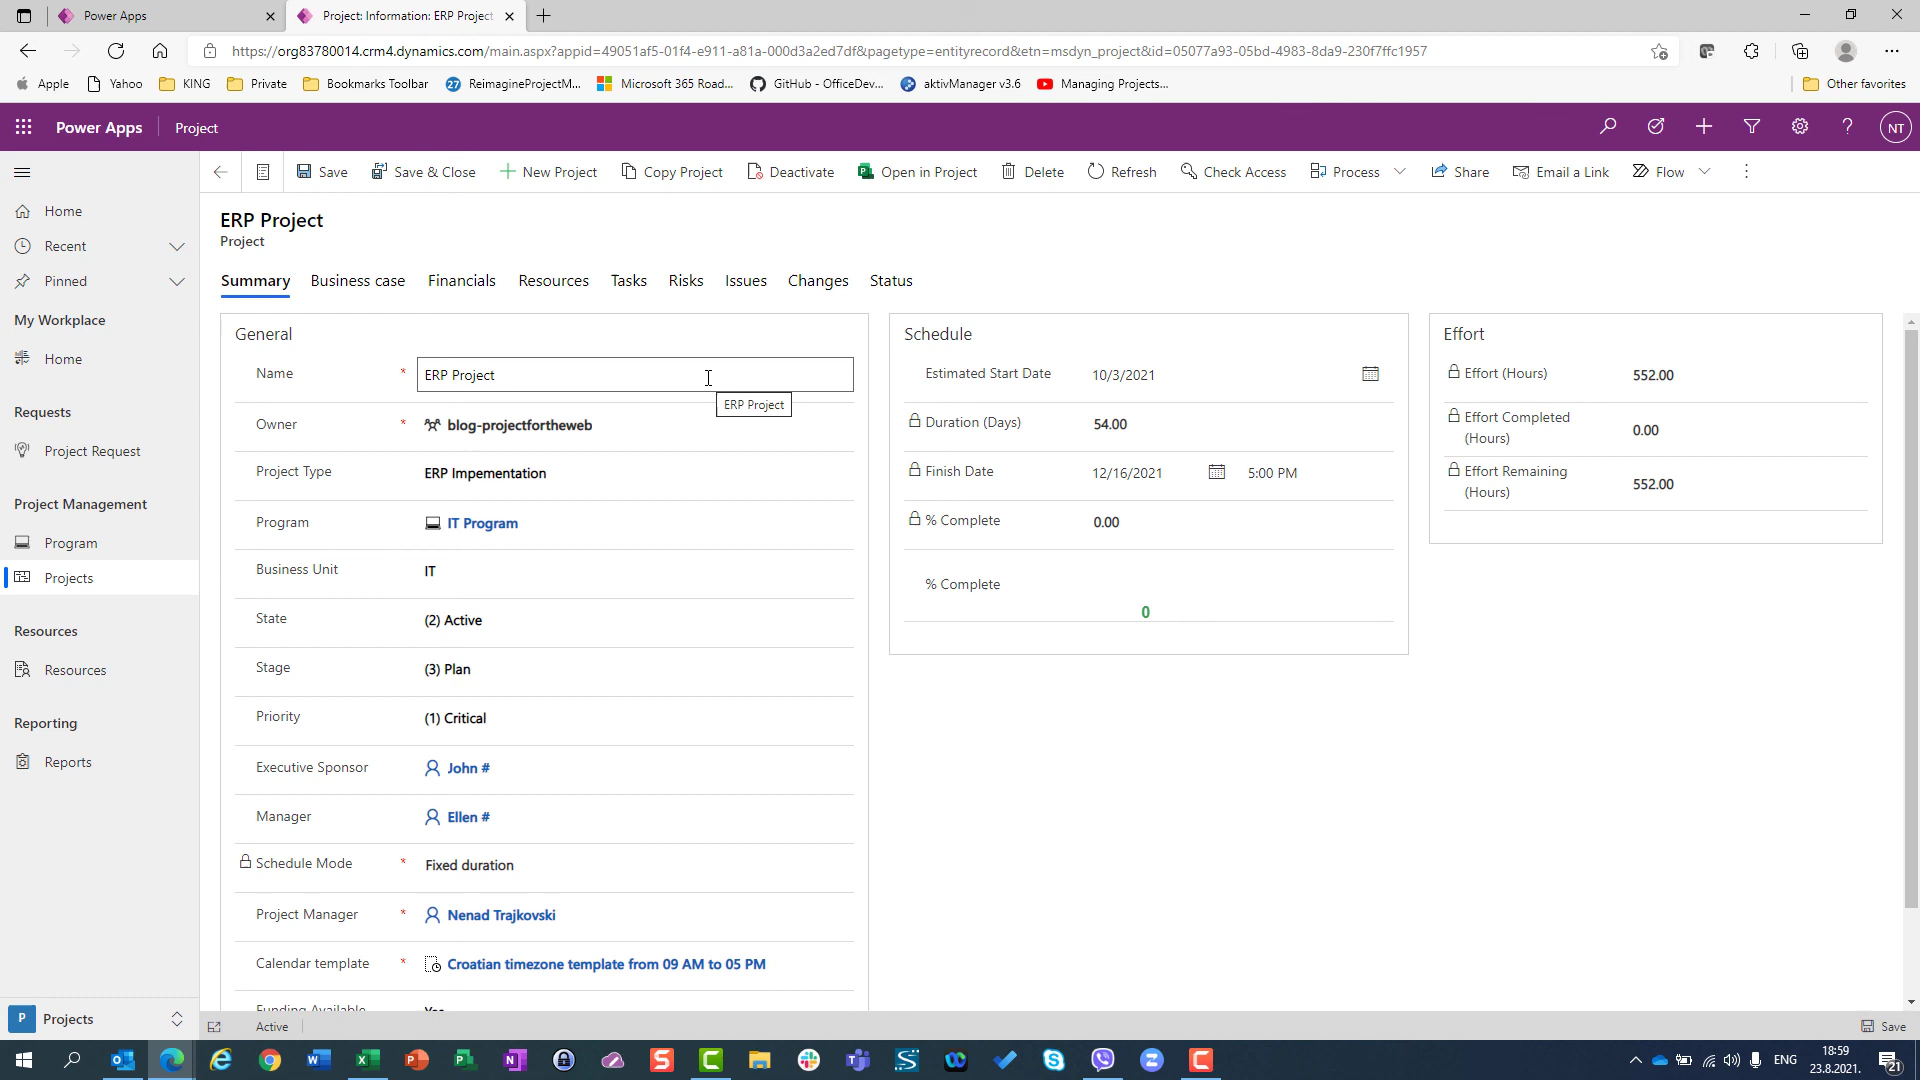 Power Apps
Project: Information: ERP Project
https://org83780014.crm4.dynamics.com/main.aspx?appid=49051af5-01f4-e911-a81a-000d3a2ed7df&pagetype=entityrecord&etn=msdyn_project&id=05077a93-05bd-4983-8da9-230f7ffc1957
Apple
Yahoo
KING
Private
Bookmarks Toolbar
27
ReimagineProjectM...
Microsoft 365 Road...
GitHub - OfficeDev...
aktivManager v3.6
Managing Projects...
Other favorites
Power Apps
Project
NT
Save
Save & Close
New Project
Copy Project
Deactivate
Open in Project
Delete
Refresh
Check Access
Process
Share
Email a Link
Flow
Home
Recent
Pinned
My Workplace
Home
Requests
Project Request
Project Management
Program
Projects
Resources
Resources
Reporting
Reports
P
Projects
ERP Project
Project
Summary
Business case
Financials
Resources
Tasks
Risks
Issues
Changes
Status
General
Name * ERP Project
ERP Project
Owner * blog-projectfortheweb
Project Type ERP Impementation
Program IT Program
Business Unit IT
State (2) Active
Stage (3) Plan
Priority (1) Critical
Executive Sponsor John #
Manager Ellen #
Schedule Mode * Fixed duration
Project Manager * Nenad Trajkovski
Calendar template * Croatian timezone template from 09 AM to 05 PM
Funding Available Yes
Schedule
Estimated Start Date 10/3/2021
Duration (Days) 54.00
Finish Date 12/16/2021 5:00 PM
% Complete 0.00
% Complete
0
Effort
Effort (Hours) 552.00
Effort Completed
(Hours) 0.00
Effort Remaining
(Hours) 552.00
Active
Save
ENG
18:59
23.8.2021.
21